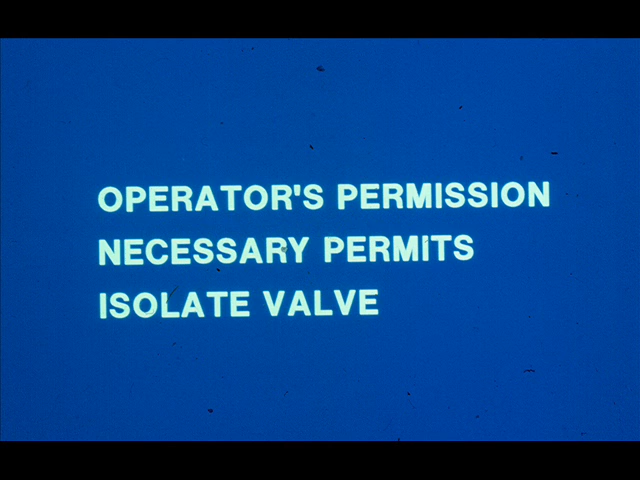 OPERATOR'S PERMISSION
NECESSARY PERMITS
ISOLATE VALVE